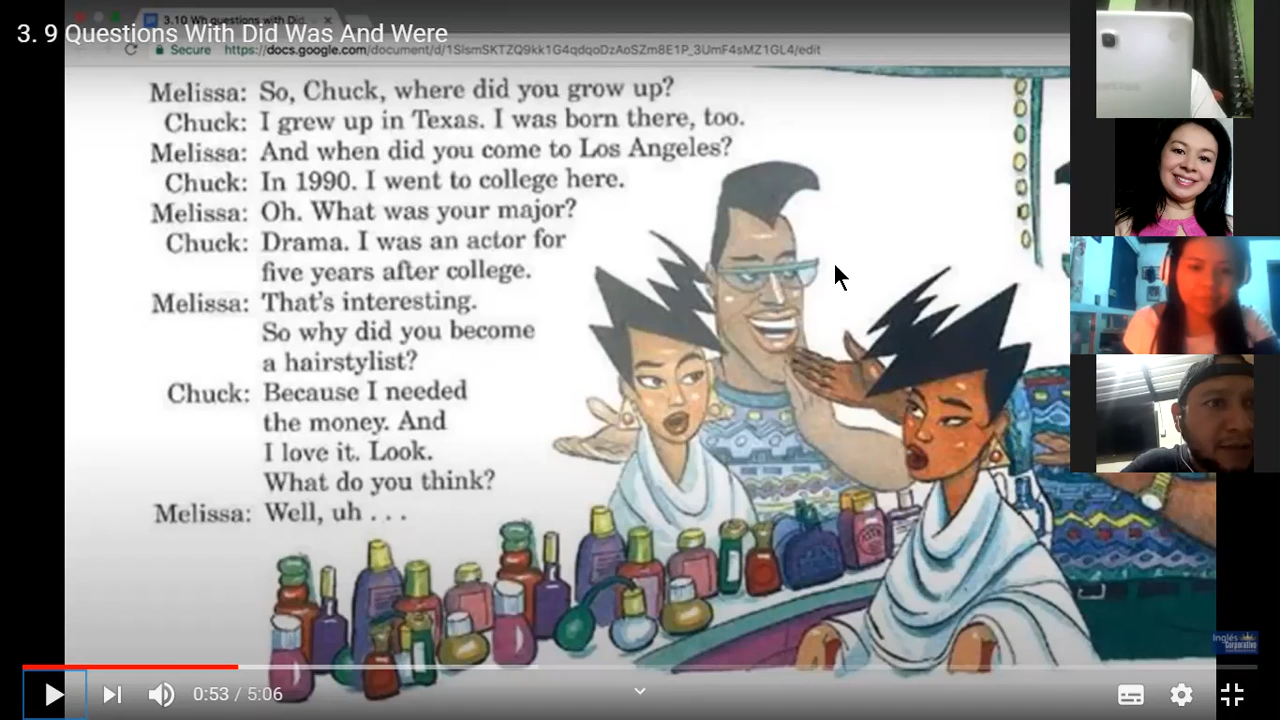 3.10 Wh questions with Did
3. 9 Questions With Did Was And Were
Secure https://docs.google.com/document/d/1SlsmSKTZQ9kk1G4qdqoDzAoSZm8E1P_3UmF4sMZ1GL4/edit
Melissa: So, Chuck, where did you grow up?
Chuck: I grew up in Texas. I was born there, too.
Melissa: And when did you come to Los Angeles?
Chuck: In 1990. I went to college here.
Melissa: Oh. What was your major?
Chuck: Drama. I was an actor for
five years after college.
Melissa: That's interesting.
So why did you become
a hairstylist?
Chuck: Because I needed
the money. And
I love it. Look.
What do you think?
Melissa: Well, uh . . .
Inglés
Corporativo
0:53 / 5:06